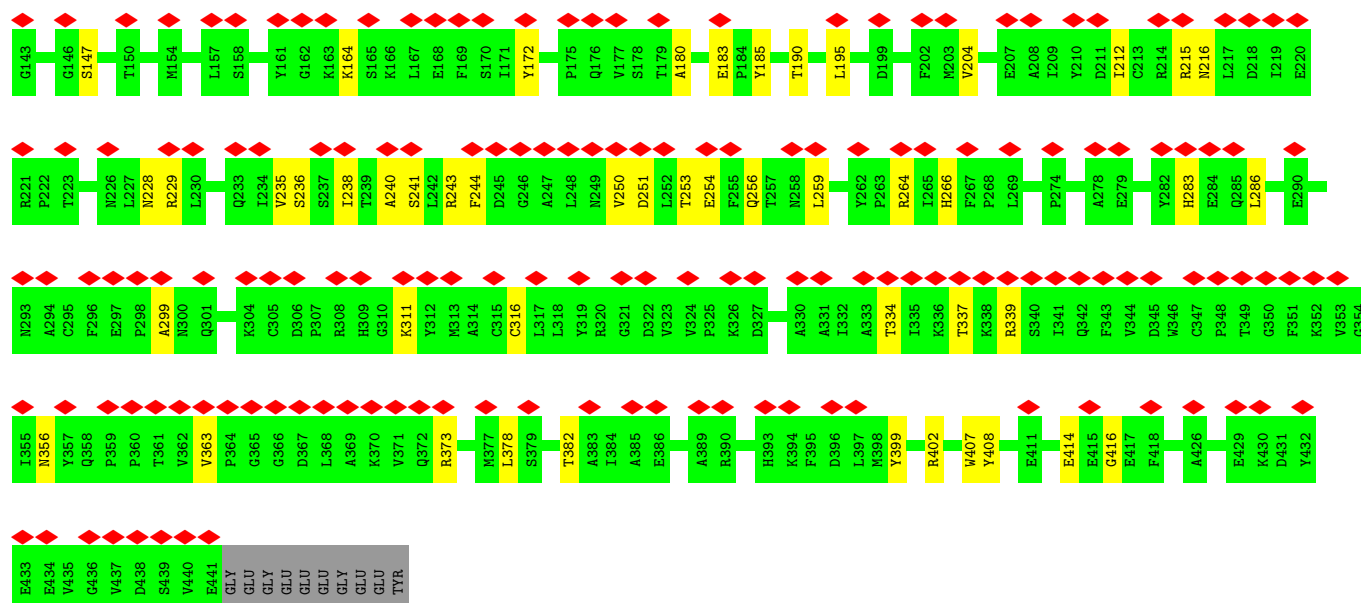 G143 G146 S147 T150 M154 L157 S158 Y161 G162 K163 K164 S165 K166 L167 E168 F169 S170 I171 Y172 P175 Q176 V177 S178 T179 A180 E183 P184 Y185 T190 L195 D199 F202 M203 V204 E207 A208 I209 Y210 D211 I212 C213 R214 R215 N216 L217 D218 I219 E220
R221 P222 T223 N226 L227 N228 R229 L230 Q233 I234 V235 S236 S237 I238 T239 A240 S241 L242 R243 F244 D245 G246 A247 L248 N249 V250 D251 L252 T253 E254 F255 Q256 T257 N258 L259 Y262 P263 R264 I265 H266 F267 P268 L269 P274 A278 E279 Y282 H283 E284 Q285 L286 E290
N293 A294 C295 F296 E297 P298 A299 N300 Q301 K304 C305 D306 P307 R308 H309 G310 K311 Y312 M313 A314 C315 C316 L317 L318 Y319 R320 G321 D322 V323 V324 P325 K326 D327 A330 A331 I332 A333 T334 I335 K336 T337 K338 R339 S340 I341 Q342 F343 V344 D345 W346 C347 P348 T349 G350 F351 K352 V353 G354
I355 N356 Y357 Q358 P359 P360 T361 V362 V363 P364 G365 G366 D367 L368 A369 K370 V371 Q372 R373 M377 L378 S379 T382 A383 I384 A385 E386 A389 R390 H393 K394 F395 D396 L397 M398 Y399 R402 W407 Y408 E411 E414 E415 G416 E417 F418 A426 E429 K430 D431 Y432
E433 E434 V435 G436 V437 D438 S439 V440 E441 GLY GLU GLY GLU GLU GLU GLY GLU GLU TYR